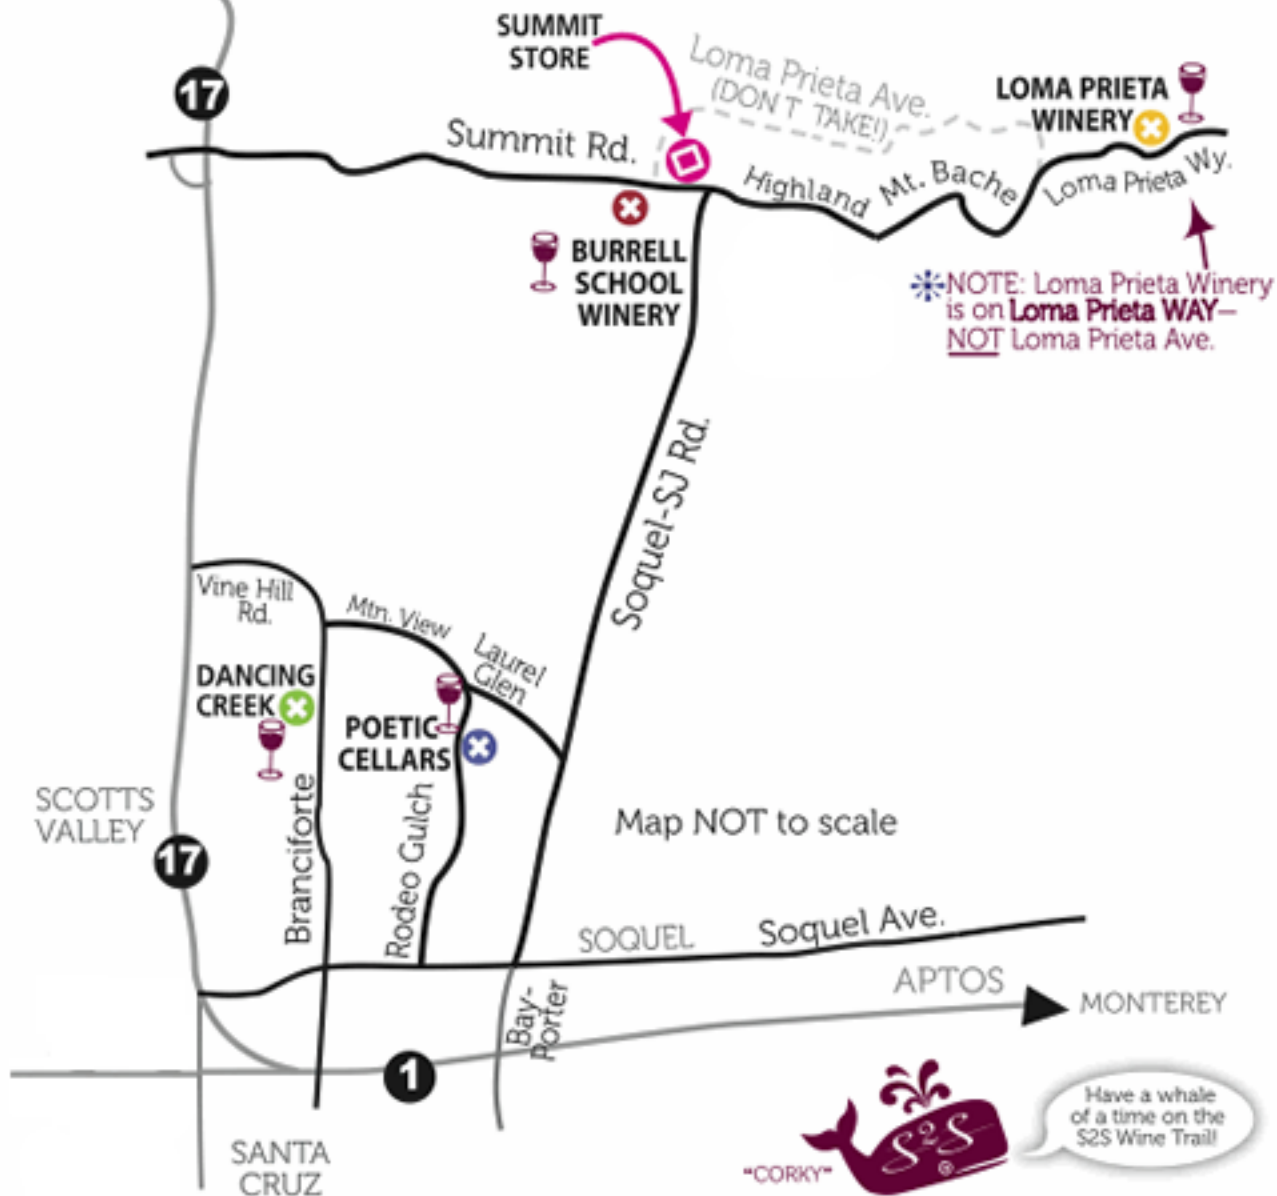 SUMMIT
STORE
17
Loma Prieta Ave.
(DON T TAKE!)
LOMA PRIETA
WINERY
Summit Rd.
Highland
Mt. Bache
Loma Prieta Wy.
BURRELL
SCHOOL
WINERY
NOTE: Loma Prieta Winery
is on Loma Prieta WAY–
NOT Loma Prieta Ave.
Soquel-SJ Rd.
Vine Hill
Rd.
Mtn. View
Laurel
Glen
DANCING
CREEK
POETIC
CELLARS
SCOTTS
VALLEY
17
Branciforte
Rodeo Gulch
Map NOT to scale
SOQUEL
Soquel Ave.
APTOS
MONTEREY
Bay-
Porter
1
SANTA
CRUZ
"CORKY"
S2S
Have a whale
of a time on the
S2S Wine Trail!